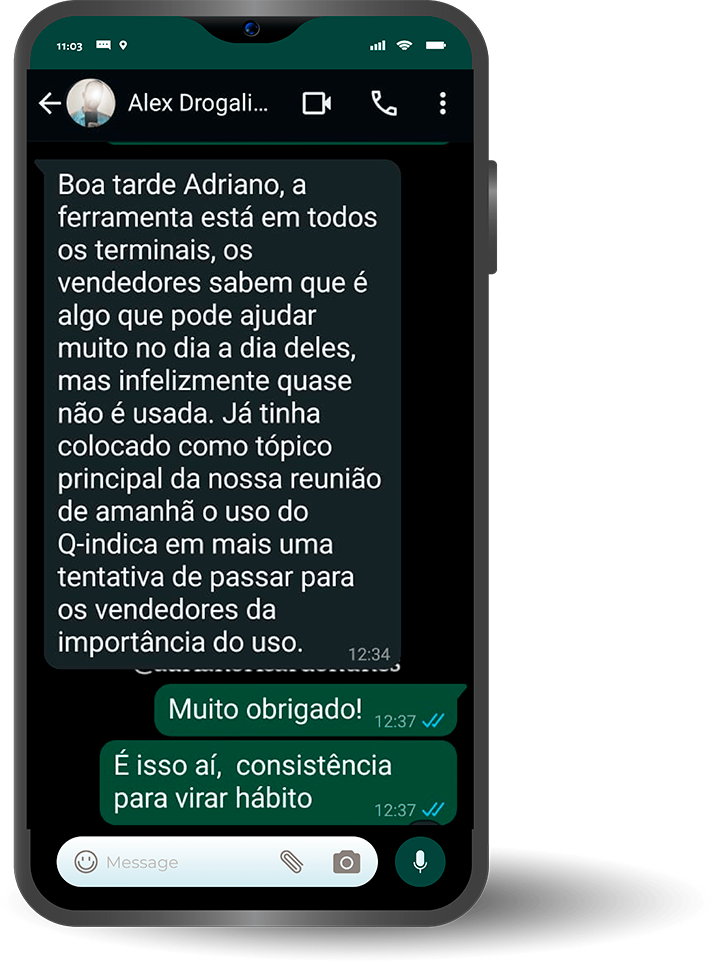 11:03
Alex Drogali...
Boa tarde Adriano, a
ferramenta está em todos
os terminais, os
vendedores sabem que é
algo que pode ajudar
muito no dia a dia deles,
mas infelizmente quase
não é usada. Já tinha
colocado como tópico
principal da nossa reunião
de amanhã o uso do
Q-indica em mais uma
tentativa de passar para
os vendedores da
importância do uso.
12:34
Muito obrigado!
12:37
É isso aí,  consistência
para virar hábito
12:37
Message